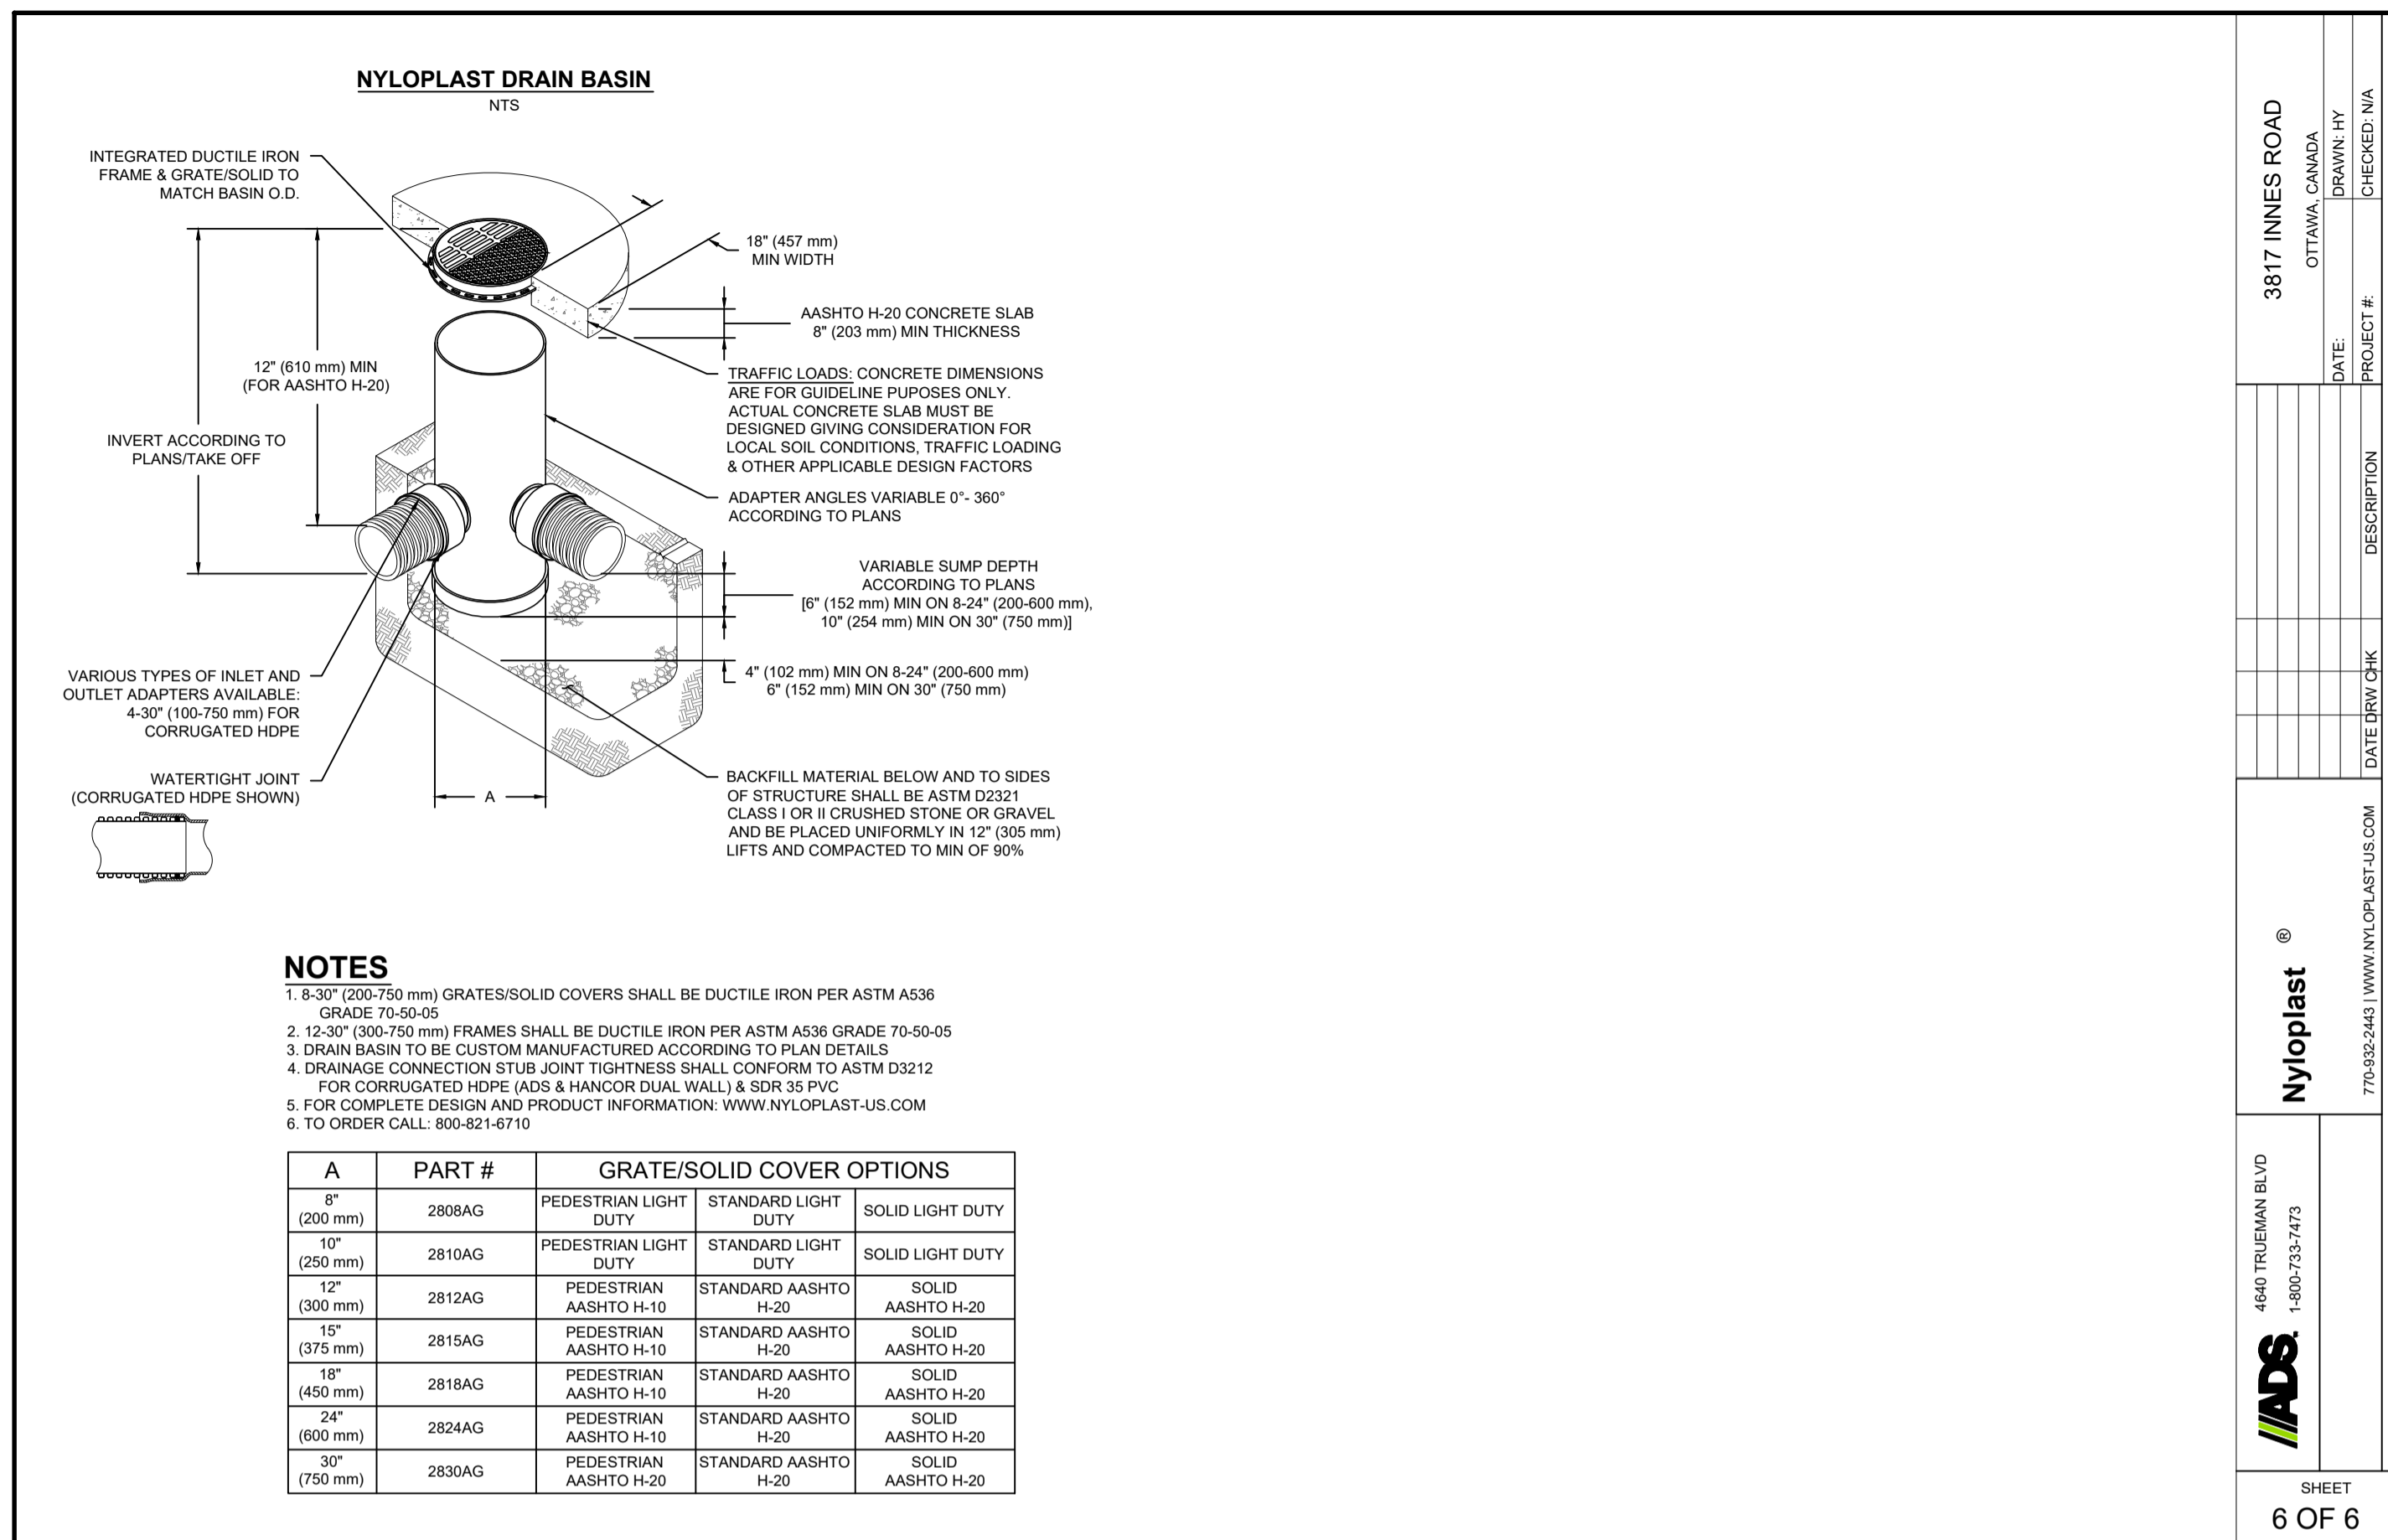 NYLOPLAST DRAIN BASIN
NTS
INTEGRATED DUCTILE IRON
FRAME & GRATE/SOLID TO
MATCH BASIN O.D.
18" (457 mm)
MIN WIDTH
AASHTO H-20 CONCRETE SLAB
8" (203 mm) MIN THICKNESS
12" (610 mm) MIN
(FOR AASHTO H-20)
TRAFFIC LOADS: CONCRETE DIMENSIONS
ARE FOR GUIDELINE PUPOSES ONLY.
ACTUAL CONCRETE SLAB MUST BE
DESIGNED GIVING CONSIDERATION FOR
LOCAL SOIL CONDITIONS, TRAFFIC LOADING
& OTHER APPLICABLE DESIGN FACTORS
INVERT ACCORDING TO
PLANS/TAKE OFF
ADAPTER ANGLES VARIABLE 0°- 360°
ACCORDING TO PLANS
VARIABLE SUMP DEPTH
ACCORDING TO PLANS
[6" (152 mm) MIN ON 8-24" (200-600 mm),
10" (254 mm) MIN ON 30" (750 mm)]
4" (102 mm) MIN ON 8-24" (200-600 mm)
6" (152 mm) MIN ON 30" (750 mm)
VARIOUS TYPES OF INLET AND
OUTLET ADAPTERS AVAILABLE:
4-30" (100-750 mm) FOR
CORRUGATED HDPE
WATERTIGHT JOINT
(CORRUGATED HDPE SHOWN)
A
BACKFILL MATERIAL BELOW AND TO SIDES
OF STRUCTURE SHALL BE ASTM D2321
CLASS I OR II CRUSHED STONE OR GRAVEL
AND BE PLACED UNIFORMLY IN 12" (305 mm)
LIFTS AND COMPACTED TO MIN OF 90%
NOTES
1. 8-30" (200-750 mm) GRATES/SOLID COVERS SHALL BE DUCTILE IRON PER ASTM A536
GRADE 70-50-05
2. 12-30" (300-750 mm) FRAMES SHALL BE DUCTILE IRON PER ASTM A536 GRADE 70-50-05
3. DRAIN BASIN TO BE CUSTOM MANUFACTURED ACCORDING TO PLAN DETAILS
4. DRAINAGE CONNECTION STUB JOINT TIGHTNESS SHALL CONFORM TO ASTM D3212
FOR CORRUGATED HDPE (ADS & HANCOR DUAL WALL) & SDR 35 PVC
5. FOR COMPLETE DESIGN AND PRODUCT INFORMATION: WWW.NYLOPLAST-US.COM
6. TO ORDER CALL: 800-821-6710
A PART # GRATE/SOLID COVER OPTIONS
8" (200 mm) 2808AG PEDESTRIAN LIGHT DUTY STANDARD LIGHT DUTY SOLID LIGHT DUTY
10" (250 mm) 2810AG PEDESTRIAN LIGHT DUTY STANDARD LIGHT DUTY SOLID LIGHT DUTY
12" (300 mm) 2812AG PEDESTRIAN AASHTO H-10 STANDARD AASHTO H-20 SOLID AASHTO H-20
15" (375 mm) 2815AG PEDESTRIAN AASHTO H-10 STANDARD AASHTO H-20 SOLID AASHTO H-20
18" (450 mm) 2818AG PEDESTRIAN AASHTO H-10 STANDARD AASHTO H-20 SOLID AASHTO H-20
24" (600 mm) 2824AG PEDESTRIAN AASHTO H-10 STANDARD AASHTO H-20 SOLID AASHTO H-20
30" (750 mm) 2830AG PEDESTRIAN AASHTO H-20 STANDARD AASHTO H-20 SOLID AASHTO H-20
3817 INNES ROAD
OTTAWA, CANADA
DATE: DRAWN: HY
PROJECT #: CHECKED: N/A
DATE DRW CHK DESCRIPTION
Nyloplast ®
770-932-2443 | WWW.NYLOPLAST-US.COM
4640 TRUEMAN BLVD
1-800-733-7473
ADS
SHEET
6 OF 6